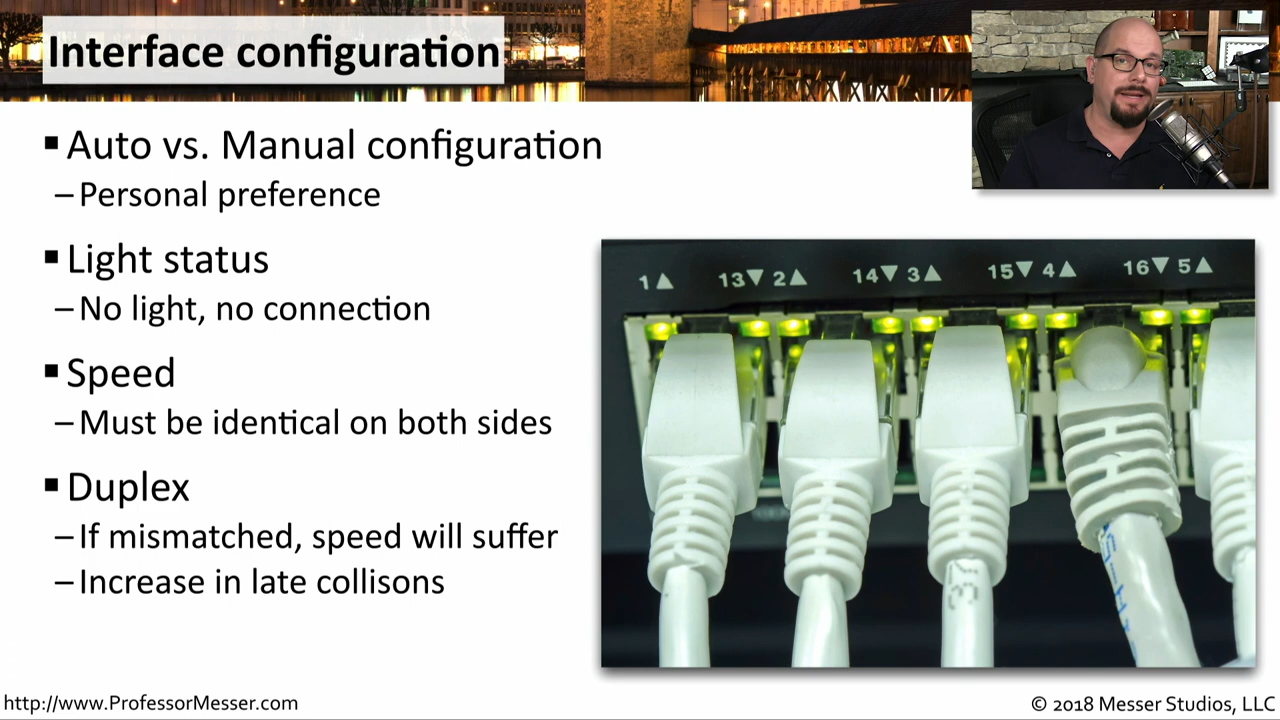 Interface configuration
▪ Auto vs. Manual configuration
– Personal preference
▪ Light status
– No light, no connection
▪ Speed
– Must be identical on both sides
▪ Duplex
– If mismatched, speed will suffer
– Increase in late collisons
1▲ 13▼ 2▲ 14▼ 3▲ 15▼ 4▲ 16▼ 5▲
http://www.ProfessorMesser.com
© 2018 Messer Studios, LLC